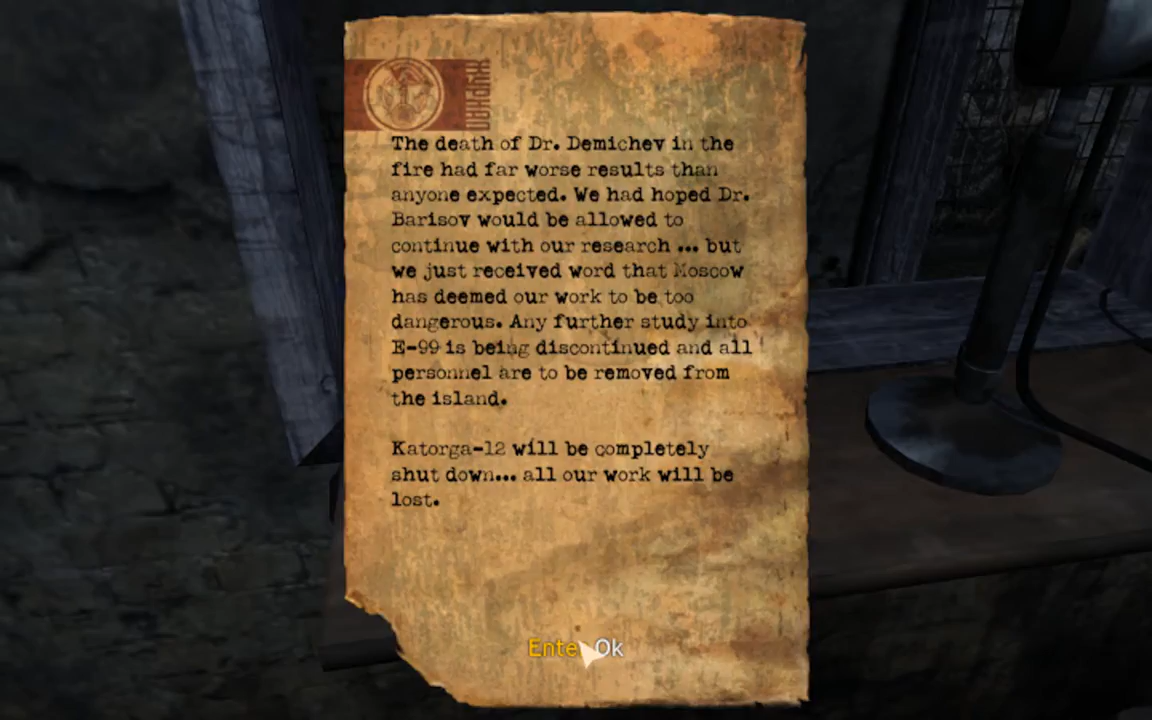 The death of Dr. Demichev in the
fire had far worse results than
anyone expected. We had hoped Dr.
Barisov would be allowed to
continue with our research ... but
we just received word that Moscow
has deemed our work to be too
dangerous. Any further study into
E-99 is being discontinued and all
personnel are to be removed from
the island.
Katorga-12 will be completely
shut down... all our work will be
lost.
Ok